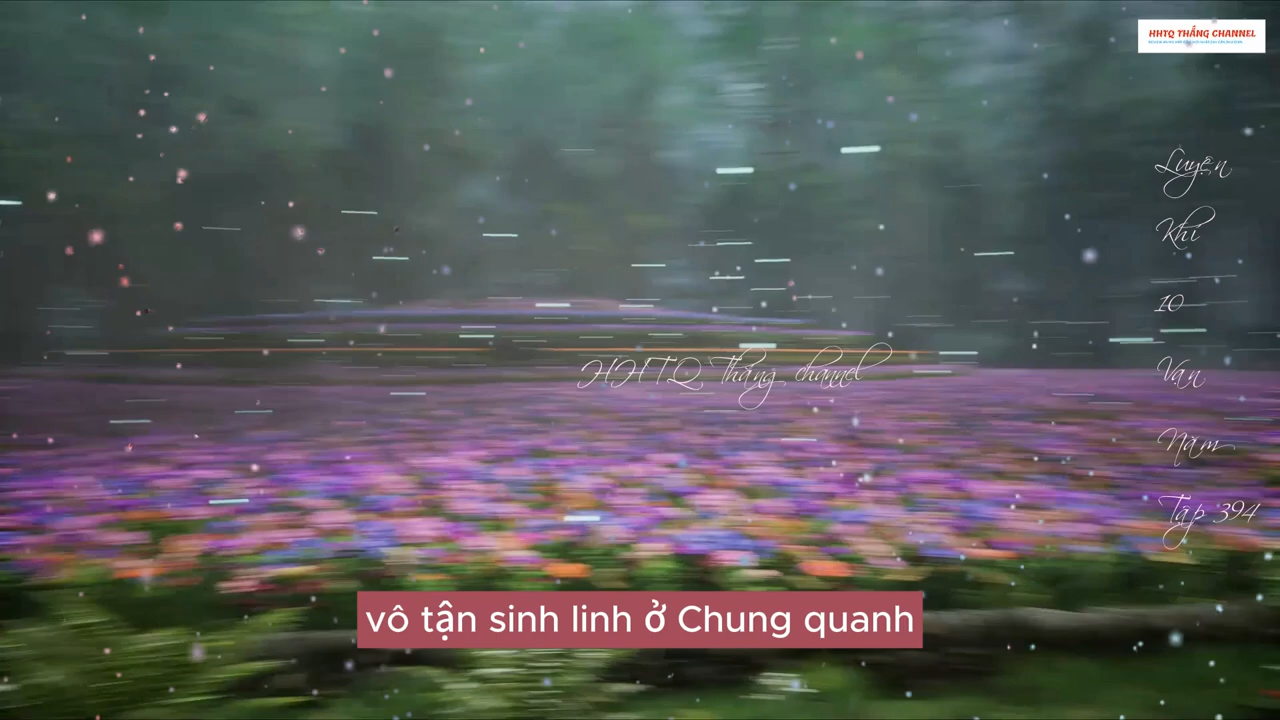 HHTQ THẮNG CHANNEL
Luyện
Khí
10
HHTQ Thắng channel
Vạn
Năm
Tập 394
vô tận sinh linh ở Chung quanh